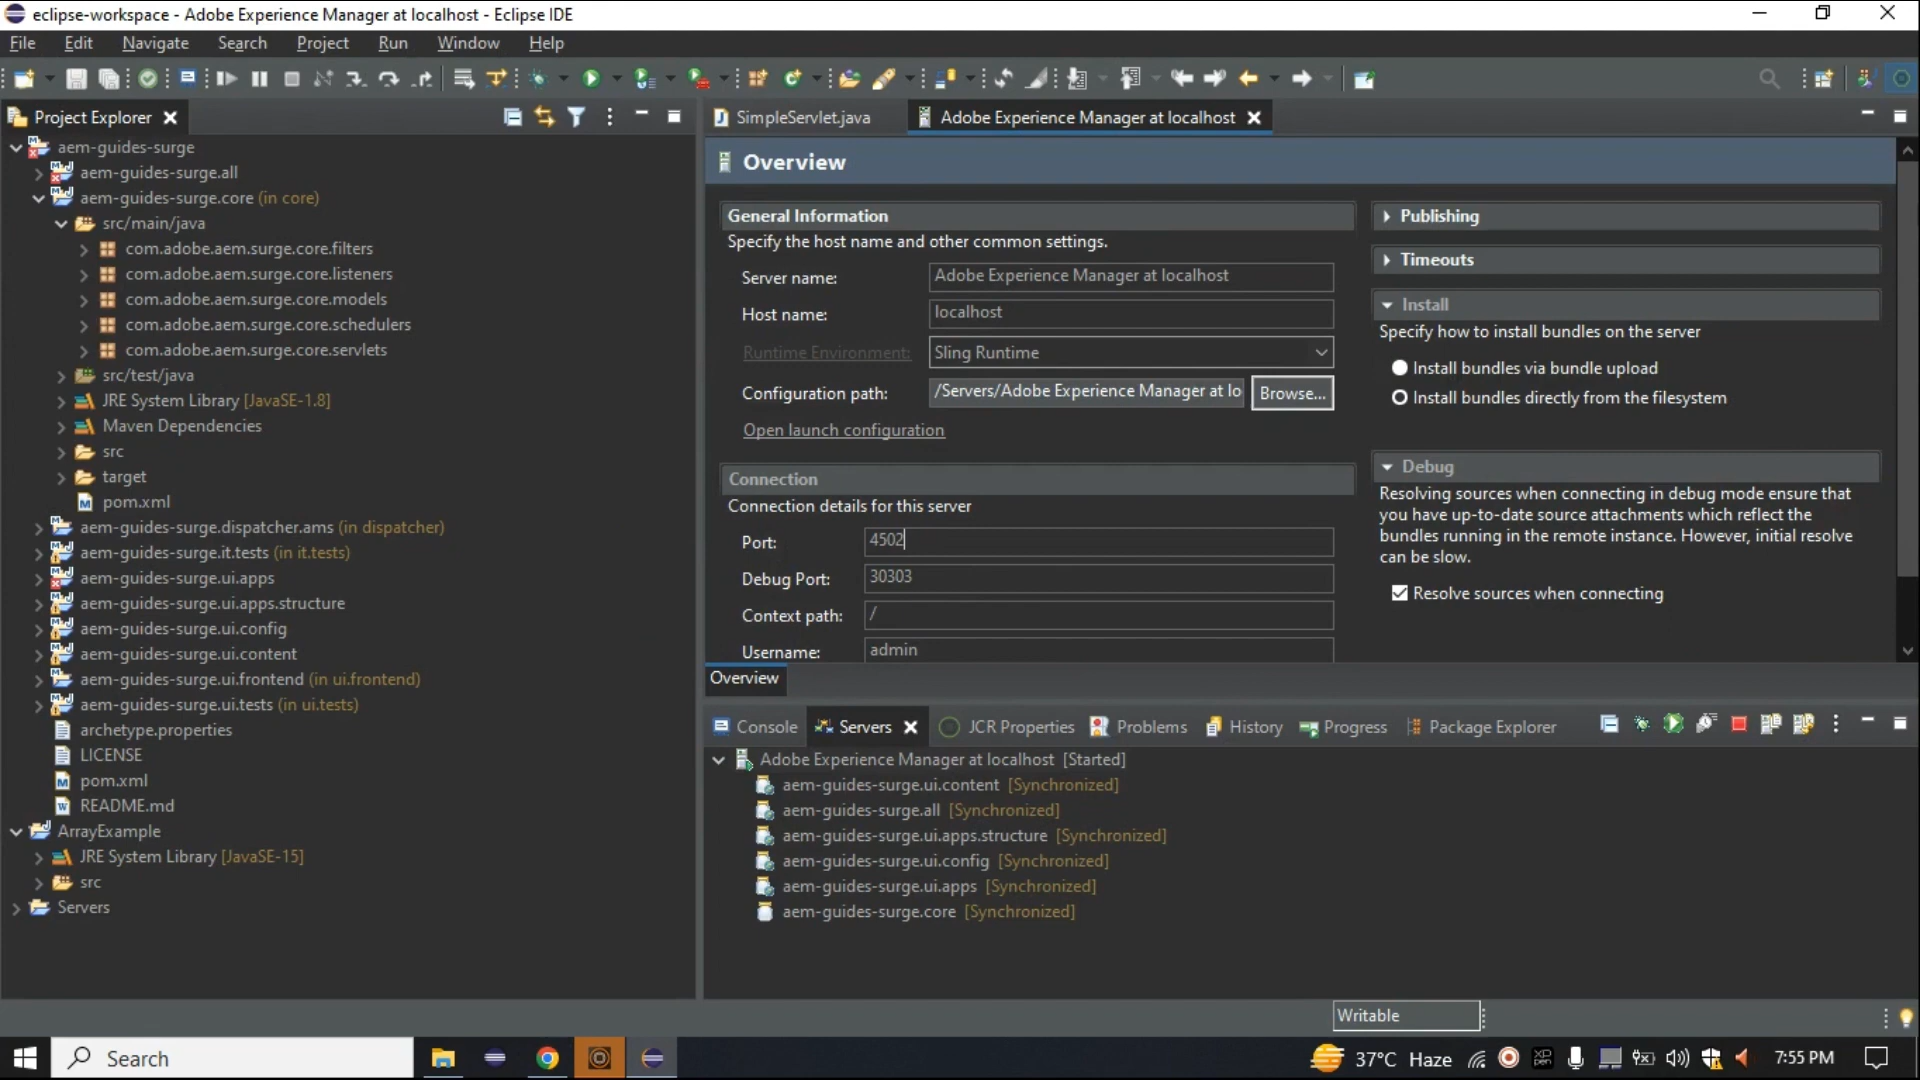 eclipse-workspace - Adobe Experience Manager at localhost - Eclipse IDE
File Edit Navigate Search Project Run Window Help
Project Explorer
aem-guides-surge
aem-guides-surge.all
aem-guides-surge.core (in core)
src/main/java
com.adobe.aem.surge.core.filters
com.adobe.aem.surge.core.listeners
com.adobe.aem.surge.core.models
com.adobe.aem.surge.core.schedulers
com.adobe.aem.surge.core.servlets
src/test/java
JRE System Library [JavaSE-1.8]
Maven Dependencies
src
target
pom.xml
aem-guides-surge.dispatcher.ams (in dispatcher)
aem-guides-surge.it.tests (in it.tests)
aem-guides-surge.ui.apps
aem-guides-surge.ui.apps.structure
aem-guides-surge.ui.config
aem-guides-surge.ui.content
aem-guides-surge.ui.frontend (in ui.frontend)
aem-guides-surge.ui.tests (in ui.tests)
archetype.properties
LICENSE
pom.xml
README.md
ArrayExample
JRE System Library [JavaSE-15]
src
Servers
SimpleServlet.java
Adobe Experience Manager at localhost
Overview
General Information
Specify the host name and other common settings.
Server name: Adobe Experience Manager at localhost
Host name: localhost
Runtime Environment: Sling Runtime
Configuration path: /Servers/Adobe Experience Manager at lo Browse...
Open launch configuration
Connection
Connection details for this server
Port: 4502
Debug Port: 30303
Context path: /
Username: admin
Publishing
Timeouts
Install
Specify how to install bundles on the server
Install bundles via bundle upload
Install bundles directly from the filesystem
Debug
Resolving sources when connecting in debug mode ensure that
you have up-to-date source attachments which reflect the
bundles running in the remote instance. However, initial resolve
can be slow.
Resolve sources when connecting
Overview
Console Servers JCR Properties Problems History Progress Package Explorer
Adobe Experience Manager at localhost [Started]
aem-guides-surge.ui.content [Synchronized]
aem-guides-surge.all [Synchronized]
aem-guides-surge.ui.apps.structure [Synchronized]
aem-guides-surge.ui.config [Synchronized]
aem-guides-surge.ui.apps [Synchronized]
aem-guides-surge.core [Synchronized]
Writable
Search
37°C Haze
7:55 PM